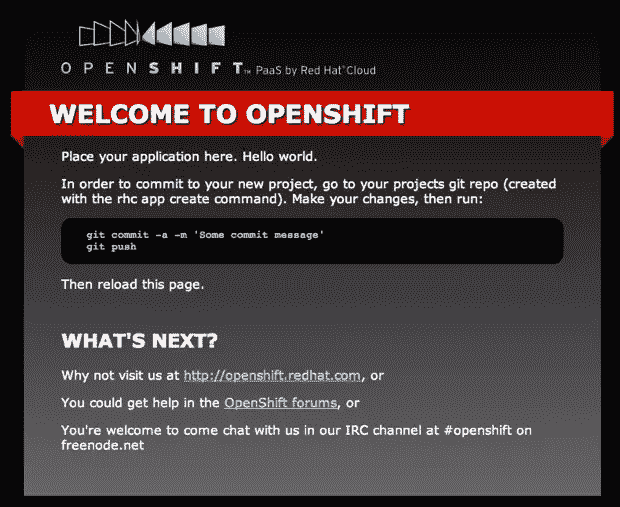 OPENSHIFT™ PaaS by Red Hat® Cloud
WELCOME TO OPENSHIFT
Place your application here. Hello world.
In order to commit to your new project, go to your projects git repo (created
with the rhc app create command). Make your changes, then run:
git commit -a -m 'Some commit message'
git push
Then reload this page.
WHAT'S NEXT?
Why not visit us at http://openshift.redhat.com, or
You could get help in the OpenShift forums, or
You're welcome to come chat with us in our IRC channel at #openshift on
freenode.net